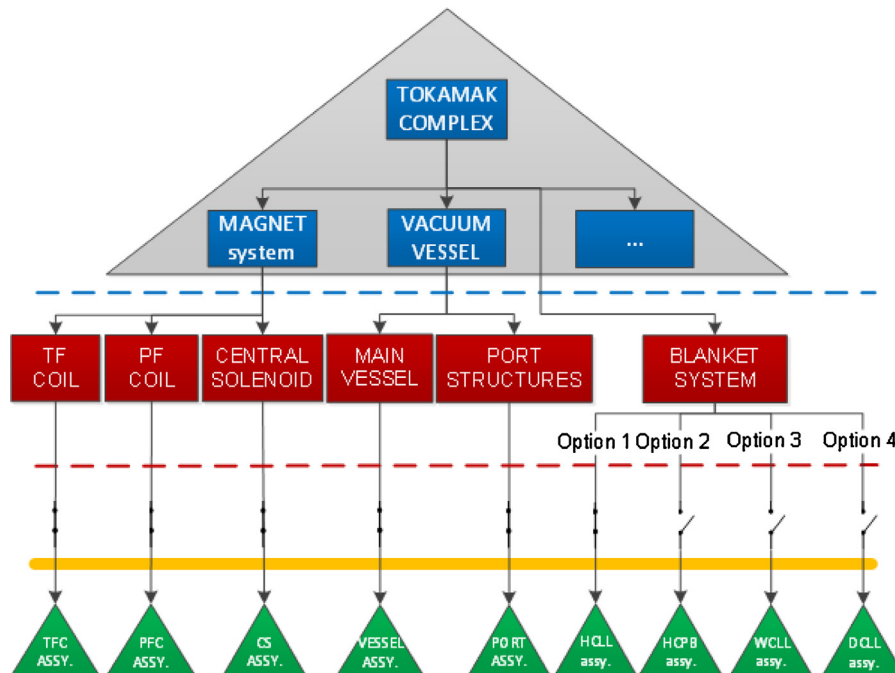 TOKAMAK
COMPLEX
MAGNET
system
VACUUM
VESSEL
...
TF
COIL
PF
COIL
CENTRAL
SOLENOID
MAIN
VESSEL
PORT
STRUCTURES
BLANKET
SYSTEM
Option 1
Option 2
Option 3
Option 4
TFC
ASSY.
PFC
ASSY.
CS
ASSY.
VESSEL
ASSY.
PORT
ASSY.
HCLL
assy.
HCPB
assy.
WCLL
assy.
DCLL
assy.